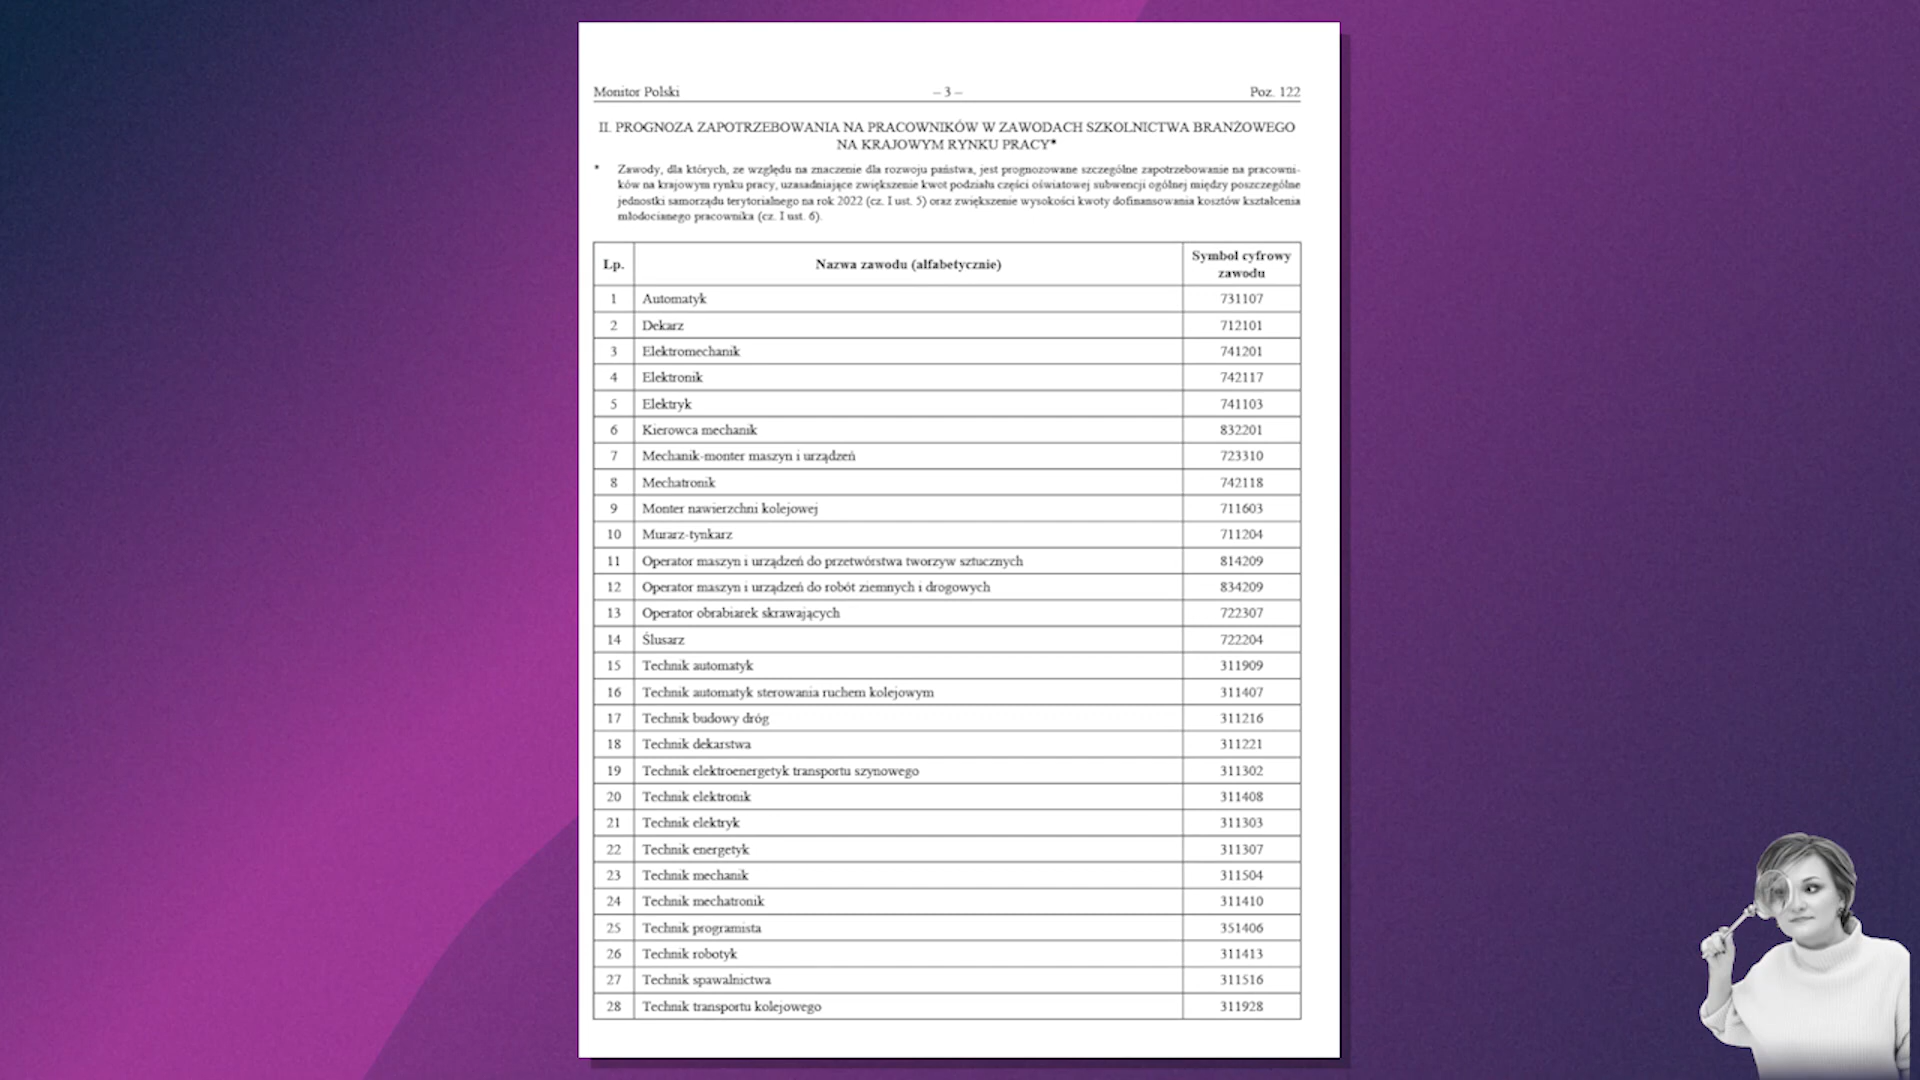 Monitor Polski – 3 – Poz. 122
II. PROGNOZA ZAPOTRZEBOWANIA NA PRACOWNIKÓW W ZAWODACH SZKOLNICTWA BRANŻOWEGO
NA KRAJOWYM RYNKU PRACY*
* Zawody, dla których, ze względu na znaczenie dla rozwoju państwa, jest prognozowane szczególne zapotrzebowanie na pracowni-
ków na krajowym rynku pracy, uzasadniające zwiększenie kwot podziału części oświatowej subwencji ogólnej między poszczególne
jednostki samorządu terytorialnego na rok 2022 (cz. I ust. 5) oraz zwiększenie wysokości kwoty dofinansowania kosztów kształcenia
młodocianego pracownika (cz. I ust. 6).
Lp. Nazwa zawodu (alfabetycznie) Symbol cyfrowy
zawodu
1 Automatyk 731107
2 Dekarz 712101
3 Elektromechanik 741201
4 Elektronik 742117
5 Elektryk 741103
6 Kierowca mechanik 832201
7 Mechanik-monter maszyn i urządzeń 723310
8 Mechatronik 742118
9 Monter nawierzchni kolejowej 711603
10 Murarz-tynkarz 711204
11 Operator maszyn i urządzeń do przetwórstwa tworzyw sztucznych 814209
12 Operator maszyn i urządzeń do robót ziemnych i drogowych 834209
13 Operator obrabiarek skrawających 722307
14 Ślusarz 722204
15 Technik automatyk 311909
16 Technik automatyk sterowania ruchem kolejowym 311407
17 Technik budowy dróg 311216
18 Technik dekarstwa 311221
19 Technik elektroenergetyk transportu szynowego 311302
20 Technik elektronik 311408
21 Technik elektryk 311303
22 Technik energetyk 311307
23 Technik mechanik 311504
24 Technik mechatronik 311410
25 Technik programista 351406
26 Technik robotyk 311413
27 Technik spawalnictwa 311516
28 Technik transportu kolejowego 311928